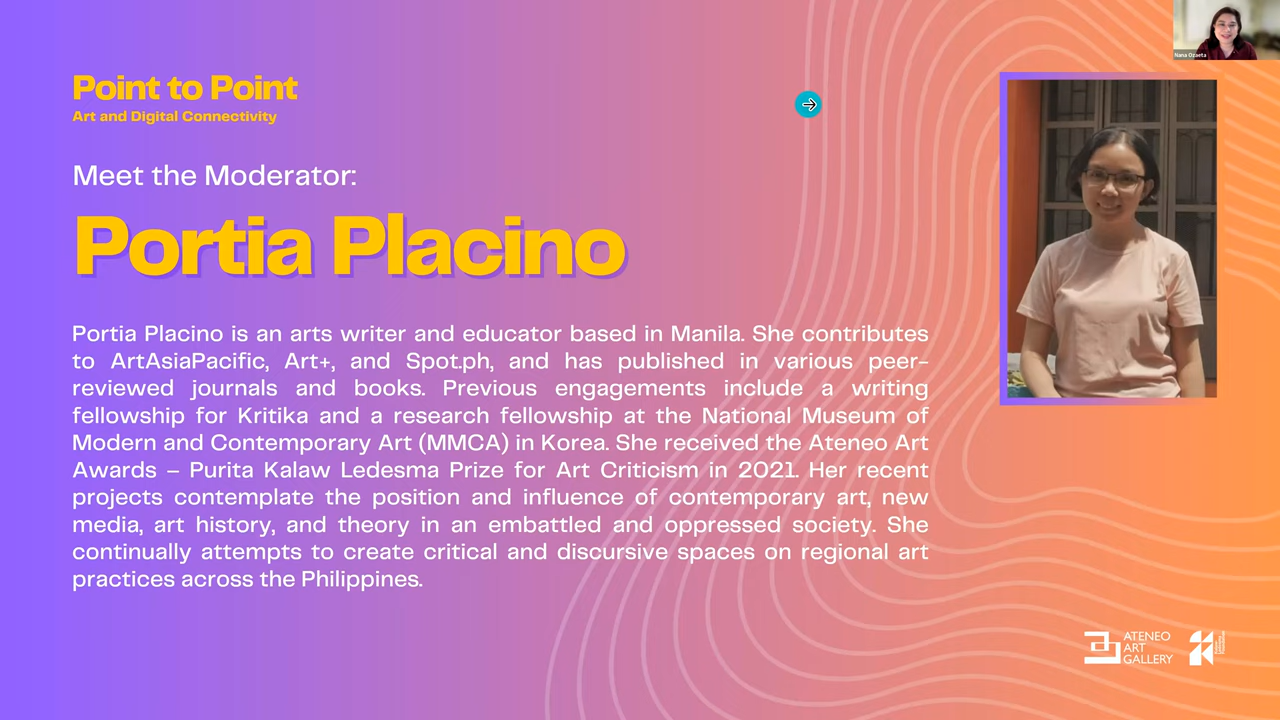 Nana Ozaeta
Point to Point
Art and Digital Connectivity
Meet the Moderator:
Portia Placino
Portia Placino is an arts writer and educator based in Manila. She contributes
to ArtAsiaPacific, Art+, and Spot.ph, and has published in various peer-
reviewed journals and books. Previous engagements include a writing
fellowship for Kritika and a research fellowship at the National Museum of
Modern and Contemporary Art (MMCA) in Korea. She received the Ateneo Art
Awards – Purita Kalaw Ledesma Prize for Art Criticism in 2021. Her recent
projects contemplate the position and influence of contemporary art, new
media, art history, and theory in an embattled and oppressed society. She
continually attempts to create critical and discursive spaces on regional art
practices across the Philippines.
ATENEO
ART
GALLERY